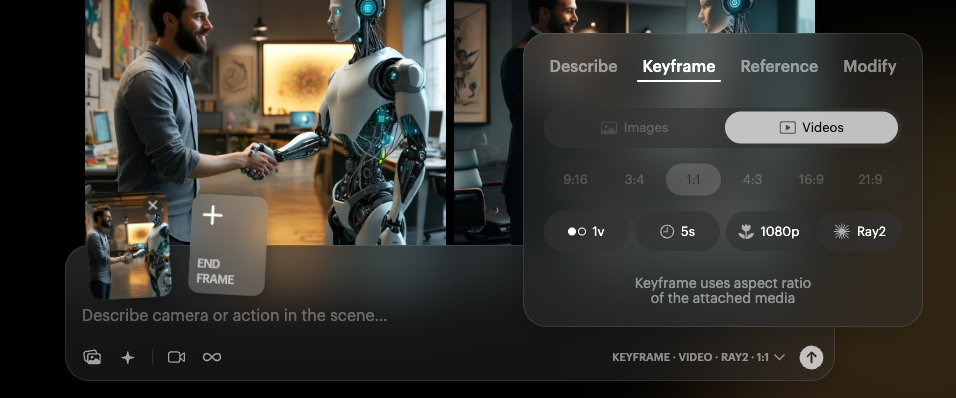 Describe Keyframe Reference Modify
Images Videos
9:16 3:4 1:1 4:3 16:9 21:9
1v 5s 1080p Ray2
Keyframe uses aspect ratio
of the attached media
END
FRAME
Describe camera or action in the scene...
KEYFRAME · VIDEO · RAY2 · 1:1